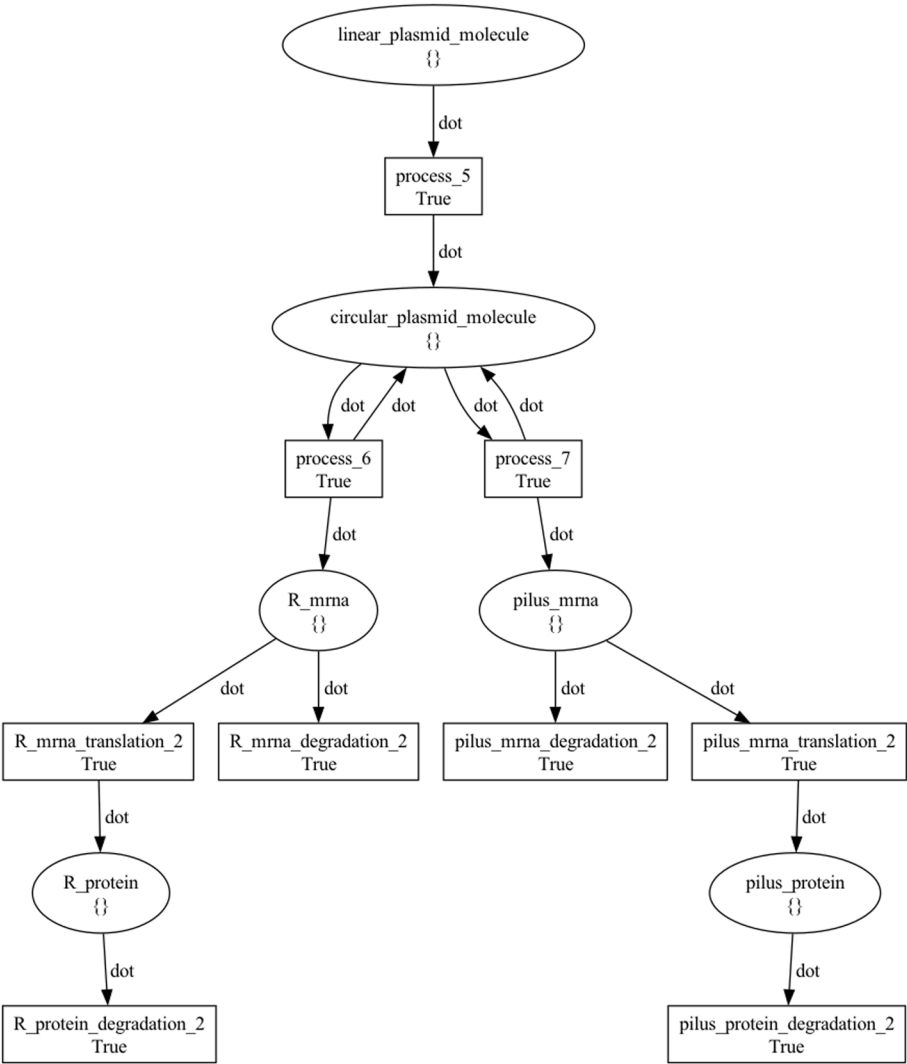 linear_plasmid_molecule
{}
dot
process_5
True
dot
circular_plasmid_molecule
{}
dot
dot
dot
dot
process_6
True
process_7
True
dot
dot
R_mrna
{}
pilus_mrna
{}
dot
dot
dot
dot
R_mrna_translation_2
True
R_mrna_degradation_2
True
pilus_mrna_degradation_2
True
pilus_mrna_translation_2
True
dot
dot
R_protein
{}
pilus_protein
{}
dot
dot
R_protein_degradation_2
True
pilus_protein_degradation_2
True